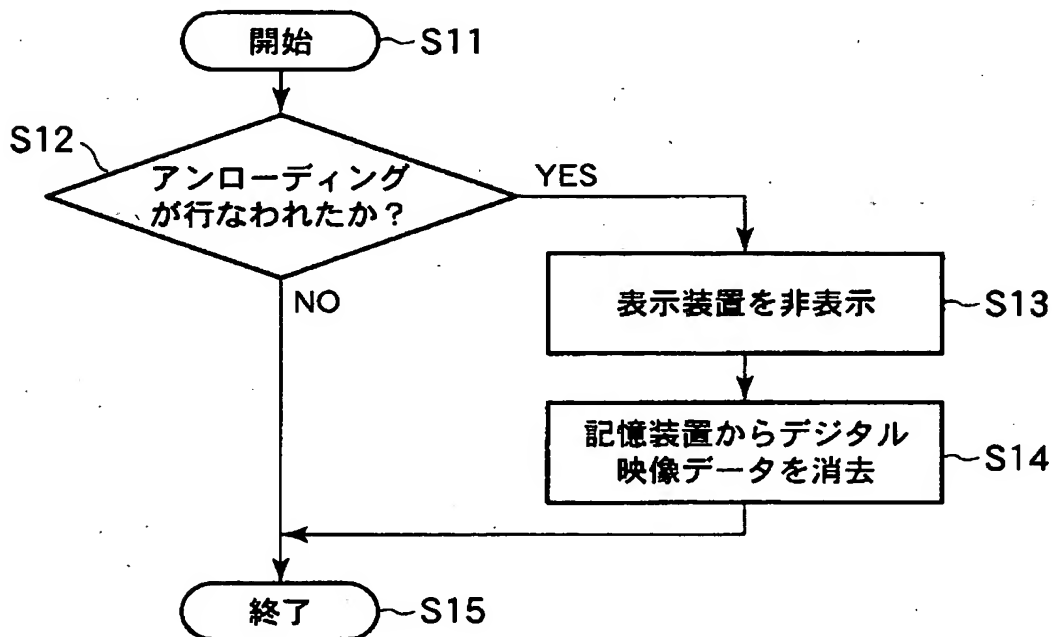 開始
S11
S12
アンローディング
が行なわれたか？
YES
NO
表示装置を非表示
S13
記憶装置からデジタル
映像データを消去
S14
終了
S15